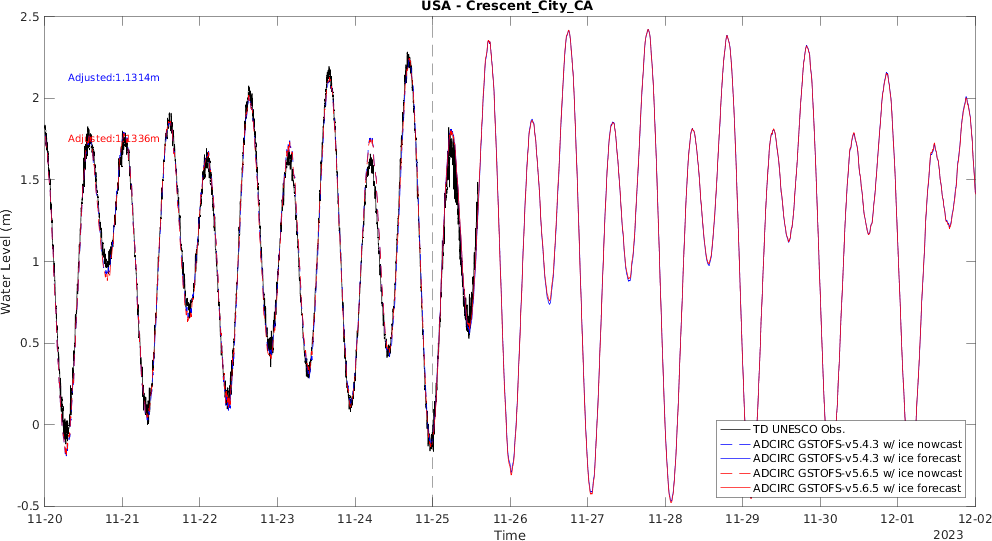 USA - Crescent_City_CA
2.5
2
1.5
1
0.5
0
-0.5
Water Level (m)
Adjusted:1.1314m
Adjusted:1.1336m
TD UNESCO Obs.
ADCIRC GSTOFS-v5.4.3 w/ ice nowcast
ADCIRC GSTOFS-v5.4.3 w/ ice forecast
ADCIRC GSTOFS-v5.6.5 w/ ice nowcast
ADCIRC GSTOFS-v5.6.5 w/ ice forecast
11-20 11-21 11-22 11-23 11-24 11-25 11-26 11-27 11-28 11-29 11-30 12-01 12-02
Time
2023